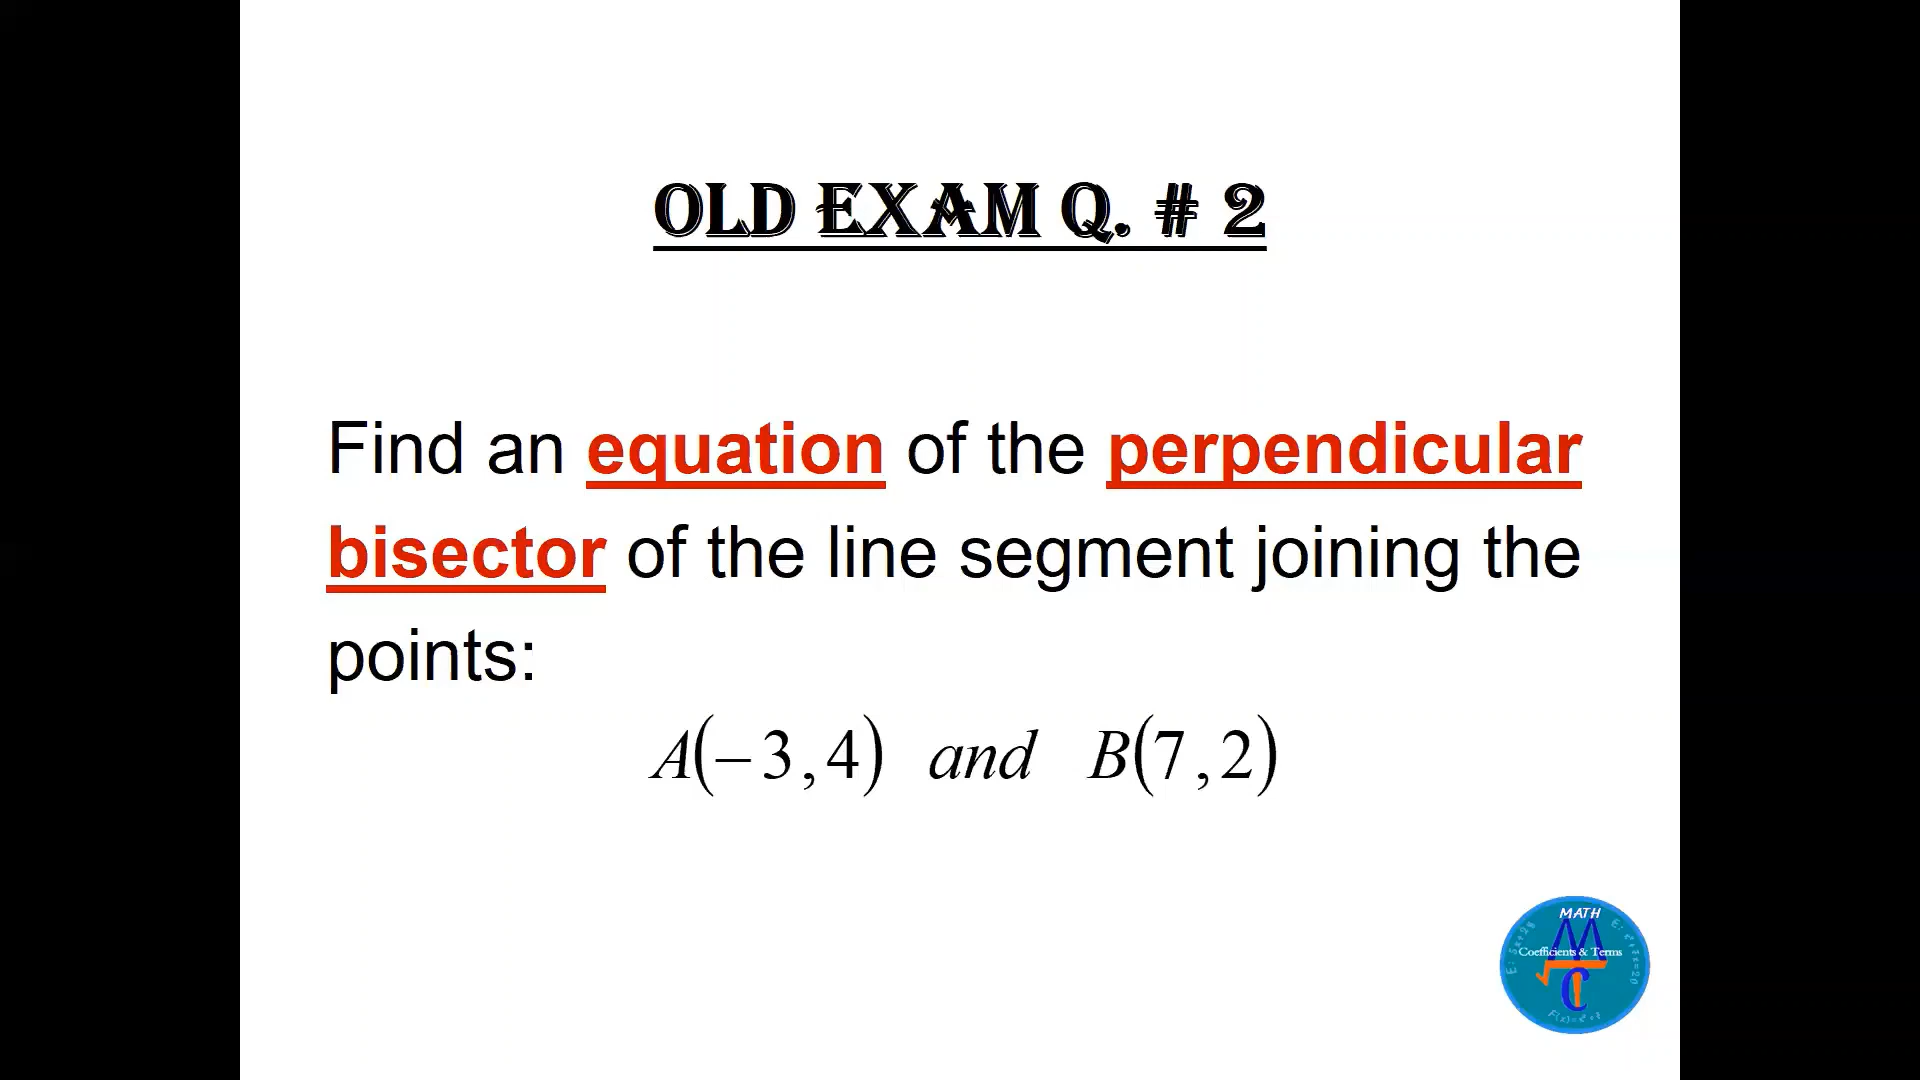 OLD EXAM Q. # 2
Find an equation of the perpendicular
bisector of the line segment joining the
points:
A(−3,4) and B(7,2)
MATH
Coefficients & Terms